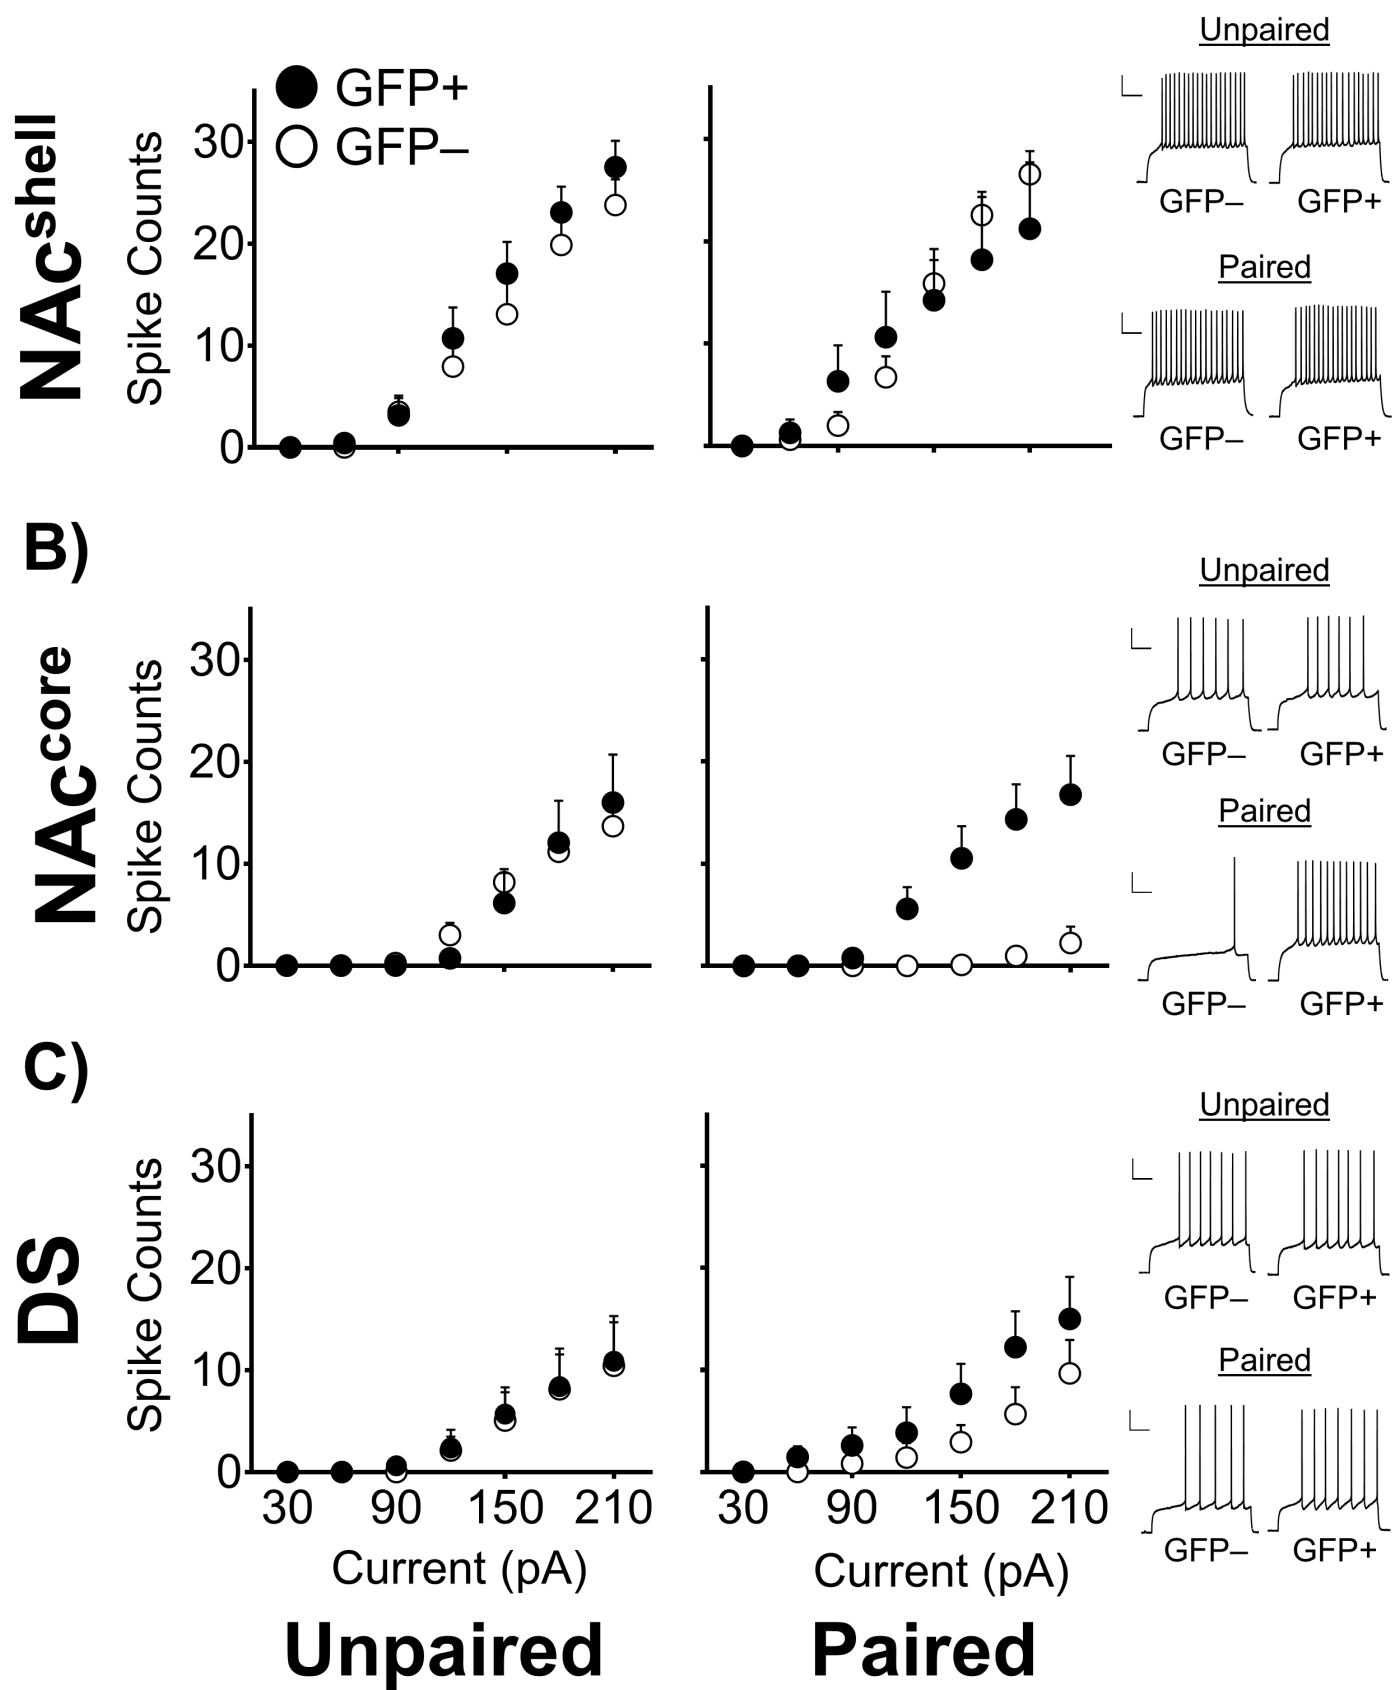 GFP+
GFP–
NAcshell
Spike Counts
30
20
10
0
Unpaired
GFP– GFP+
Paired
GFP– GFP+
B)
NAccore
Spike Counts
30
20
10
0
Unpaired
GFP– GFP+
Paired
GFP– GFP+
C)
DS
Spike Counts
30
20
10
0
30 90 150 210
Current (pA)
Unpaired
30 90 150 210
Current (pA)
Paired
Unpaired
GFP– GFP+
Paired
GFP– GFP+